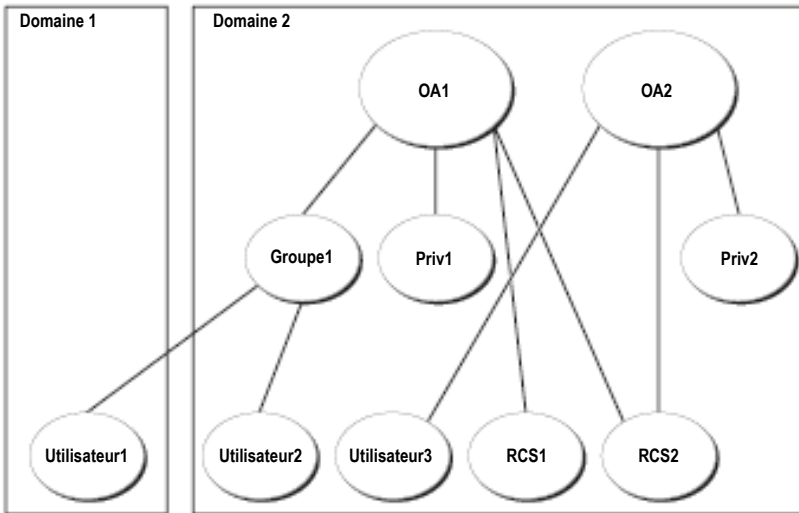 Domaine 1
Domaine 2
OA1
OA2
Groupe1
Priv1
Priv2
Utilisateur1
Utilisateur2
Utilisateur3
RCS1
RCS2